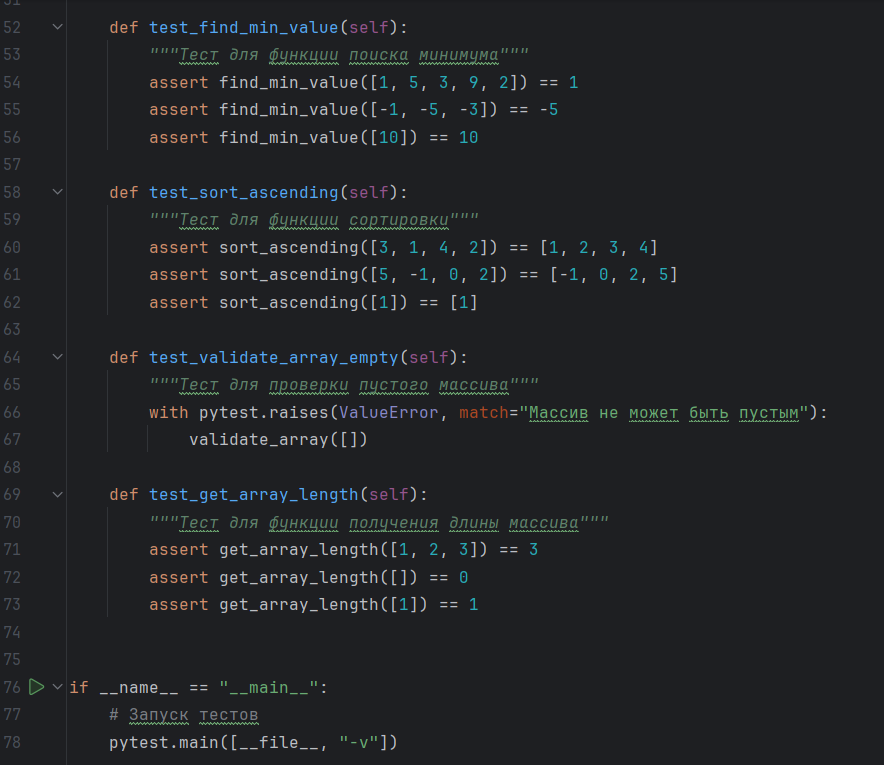 52 def test_find_min_value(self):
53 """Тест для функции поиска минимума"""
54 assert find_min_value([1, 5, 3, 9, 2]) == 1
55 assert find_min_value([-1, -5, -3]) == -5
56 assert find_min_value([10]) == 10
57
58 def test_sort_ascending(self):
59 """Тест для функции сортировки"""
60 assert sort_ascending([3, 1, 4, 2]) == [1, 2, 3, 4]
61 assert sort_ascending([5, -1, 0, 2]) == [-1, 0, 2, 5]
62 assert sort_ascending([1]) == [1]
63
64 def test_validate_array_empty(self):
65 """Тест для проверки пустого массива"""
66 with pytest.raises(ValueError, match="Массив не может быть пустым"):
67 validate_array([])
68
69 def test_get_array_length(self):
70 """Тест для функции получения длины массива"""
71 assert get_array_length([1, 2, 3]) == 3
72 assert get_array_length([]) == 0
73 assert get_array_length([1]) == 1
74
75
76 if __name__ == "__main__":
77 # Запуск тестов
78 pytest.main([__file__, "-v"])